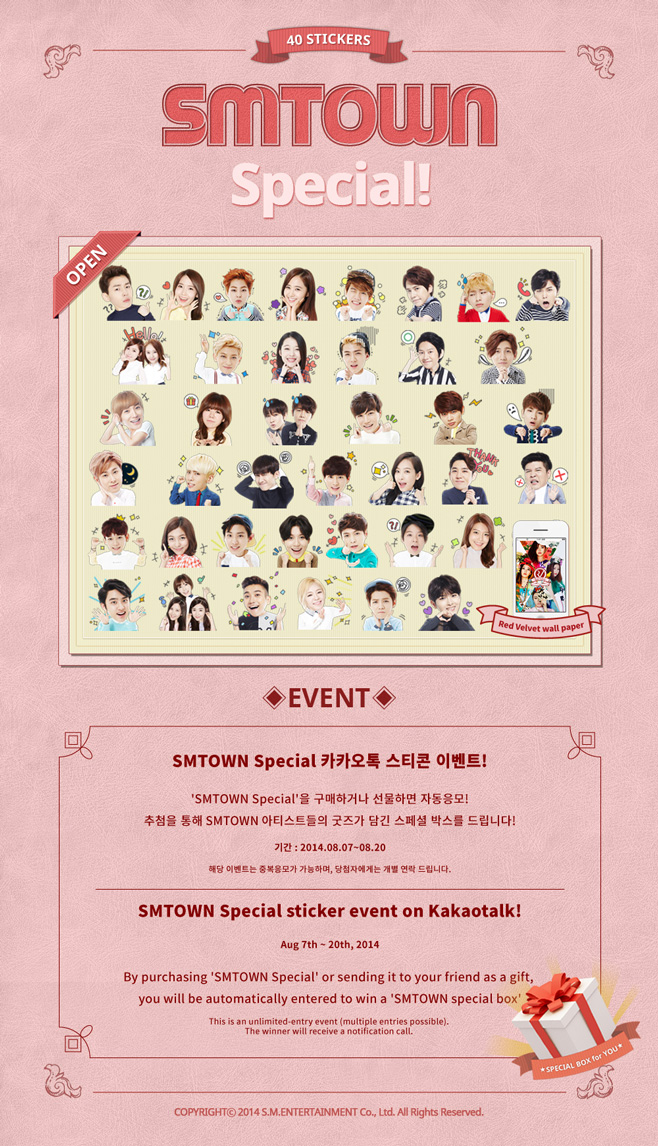 40 STICKERS
SMTOWN
Special!
OPEN
Hello!
THANK
YOU
Red Velvet wall paper
EVENT
SMTOWN Special 카카오톡 스티콘 이벤트!
'SMTOWN Special'을 구매하거나 선물하면 자동응모!
추첨을 통해 SMTOWN 아티스트들의 굿즈가 담긴 스페셜 박스를 드립니다!
기간 : 2014.08.07~08.20
해당 이벤트는 중복응모가 가능하며, 당첨자에게는 개별 연락 드립니다.
SMTOWN Special sticker event on Kakaotalk!
Aug 7th ~ 20th, 2014
By purchasing 'SMTOWN Special' or sending it to your friend as a gift,
you will be automatically entered to win a 'SMTOWN special box'
This is an unlimited-entry event (multiple entries possible).
The winner will receive a notification call.
*SPECIAL BOX for YOU*
COPYRIGHTⓒ 2014 S.M.ENTERTAINMENT Co., Ltd. All Rights Reserved.